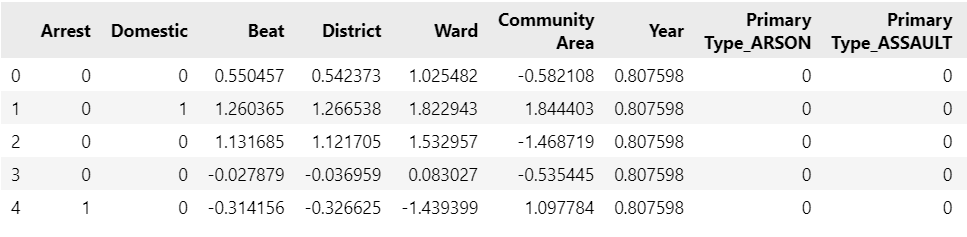 Arrest Domestic Beat District Ward Community Area Year Primary Type_ARSON Primary Type_ASSAULT
0 0 0 0.550457 0.542373 1.025482 -0.582108 0.807598 0 0
1 0 1 1.260365 1.266538 1.822943 1.844403 0.807598 0 0
2 0 0 1.131685 1.121705 1.532957 -1.468719 0.807598 0 0
3 0 0 -0.027879 -0.036959 0.083027 -0.535445 0.807598 0 0
4 1 0 -0.314156 -0.326625 -1.439399 1.097784 0.807598 0 0